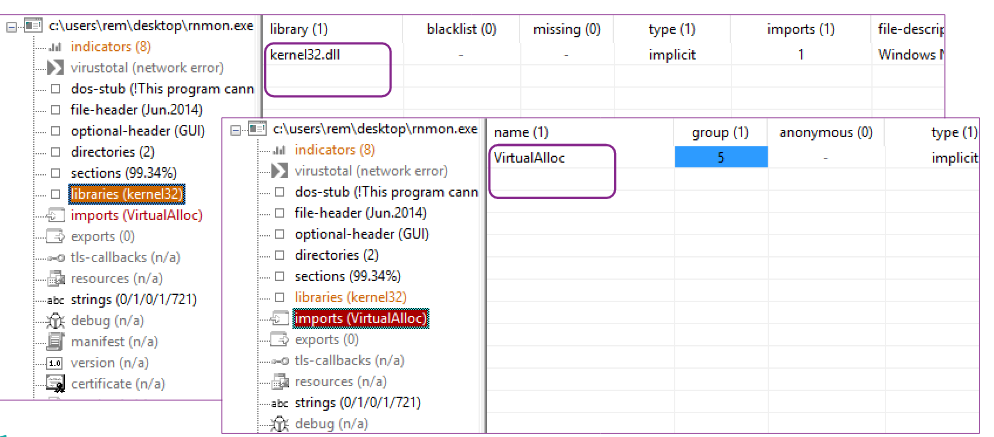 c:\users\rem\desktop\rnmon.exe
indicators (8)
virustotal (network error)
dos-stub (!This program cann
file-header (Jun.2014)
optional-header (GUI)
directories (2)
sections (99.34%)
libraries (kernel32)
imports (VirtualAlloc)
exports (0)
tls-callbacks (n/a)
resources (n/a)
abc strings (0/1/0/1/721)
debug (n/a)
manifest (n/a)
1.0 version (n/a)
certificate (n/a)
library (1) blacklist (0) missing (0) type (1) imports (1) file-descrip
kernel32.dll - - implicit 1 Windows N
c:\users\rem\desktop\rnmon.exe
indicators (8)
virustotal (network error)
dos-stub (!This program cann
file-header (Jun.2014)
optional-header (GUI)
directories (2)
sections (99.34%)
libraries (kernel32)
imports (VirtualAlloc)
exports (0)
tls-callbacks (n/a)
resources (n/a)
abc strings (0/1/0/1/721)
debug (n/a)
name (1) group (1) anonymous (0) type (1)
VirtualAlloc 5 - implicit